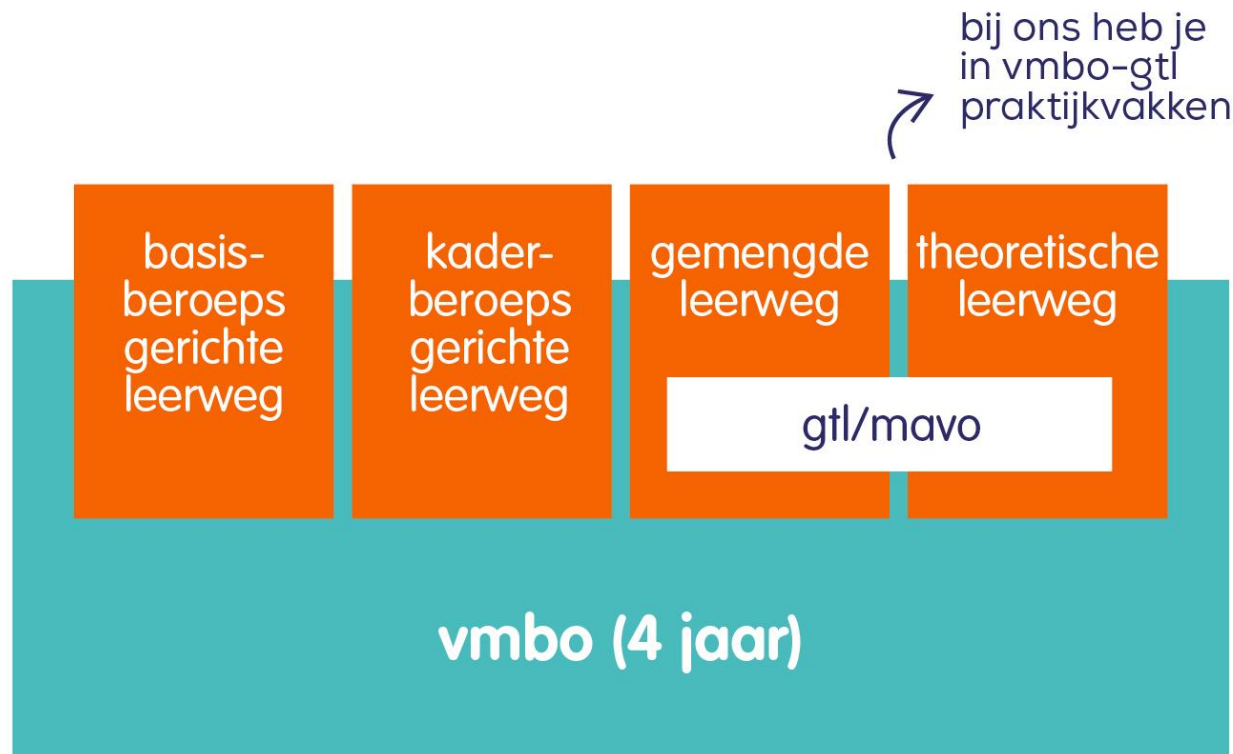 bij ons heb je
in vmbo-gtl
praktijkvakken
basis-
beroeps
gerichte
leerweg
kader-
beroeps
gerichte
leerweg
gemengde
leerweg
theoretische
leerweg
gtl/mavo
vmbo (4 jaar)